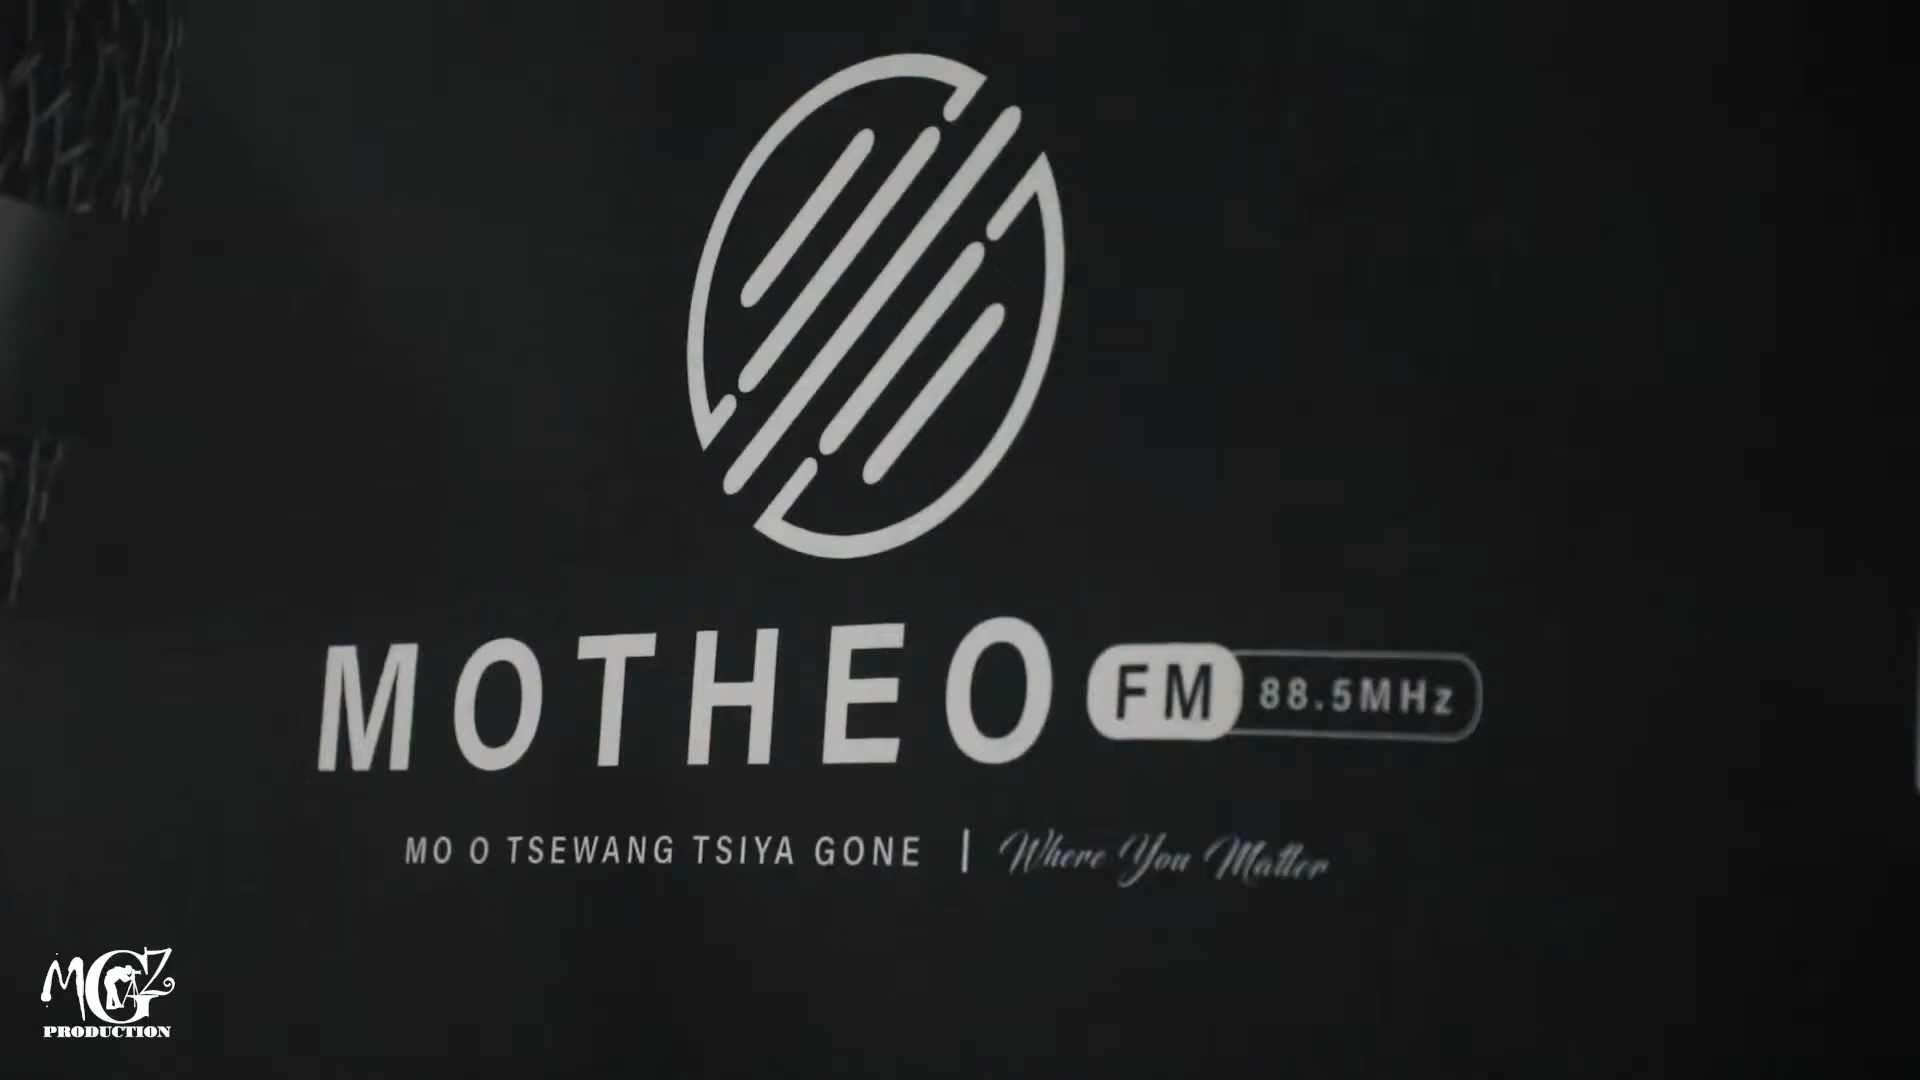 MOTHEO FM 88.5MHz
MO O TSEWANG TSIYA GONE | Where You Matter
MGZ
PRODUCTION